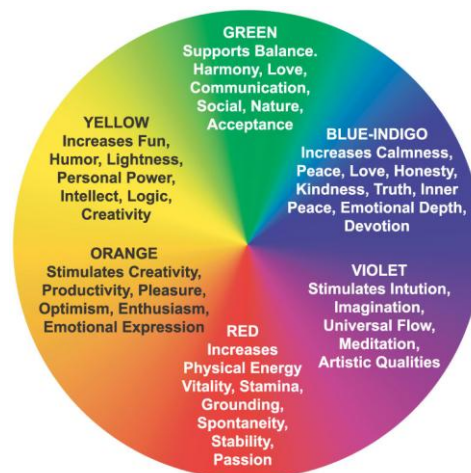 GREEN
Supports Balance.
Harmony, Love,
Communication,
Social, Nature,
Acceptance
BLUE-INDIGO
Increases Calmness,
Peace, Love, Honesty,
Kindness, Truth, Inner
Peace, Emotional Depth,
Devotion
VIOLET
Stimulates Intution,
Imagination,
Universal Flow,
Meditation,
Artistic Qualities
RED
Increases
Physical Energy
Vitality, Stamina,
Grounding,
Spontaneity,
Stability,
Passion
ORANGE
Stimulates Creativity,
Productivity, Pleasure,
Optimism, Enthusiasm,
Emotional Expression
YELLOW
Increases Fun,
Humor, Lightness,
Personal Power,
Intellect, Logic,
Creativity